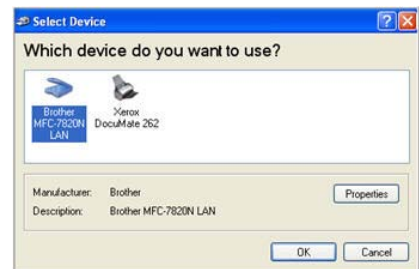 Select Device
Which device do you want to use?
Brother
MFC-7820N
LAN
Xerox
DocuMate 262
Manufacturer: Brother
Description: Brother MFC-7820N LAN
Properties
OK Cancel